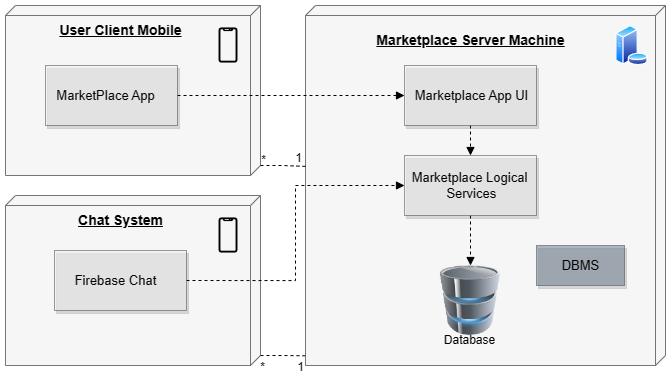 User Client Mobile
MarketPlace App
*
1
Marketplace Server Machine
Marketplace App UI
Marketplace Logical
Services
Chat System
Firebase Chat
DBMS
Database
*
1